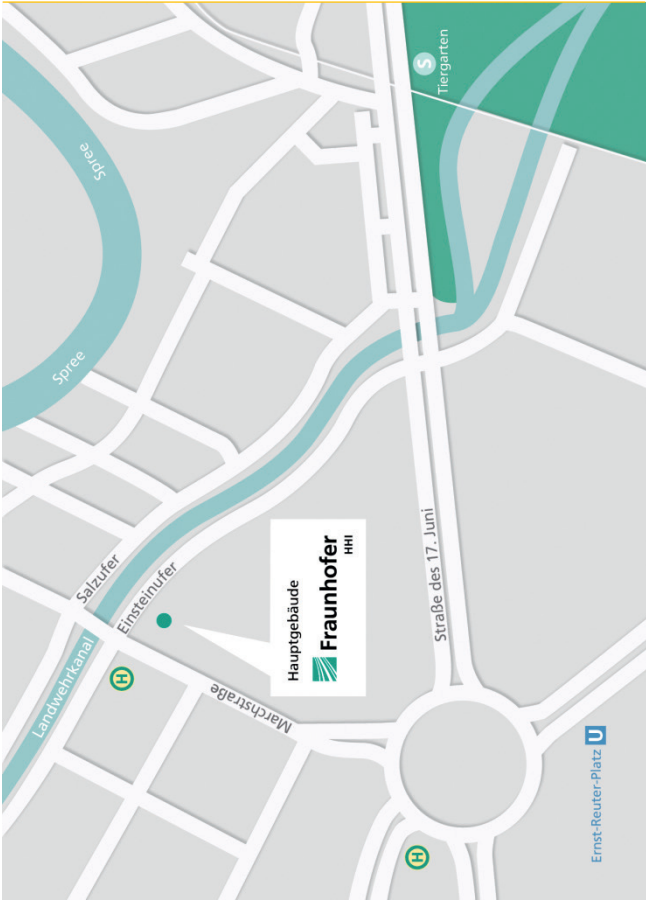 Spree
Spree
S
Tiergarten
Salzufer
Landwehrkanal
Einsteinufer
H
Hauptgebäude
Fraunhofer
HHI
Marchstraße
Straße des 17. Juni
H
Ernst-Reuter-Platz U